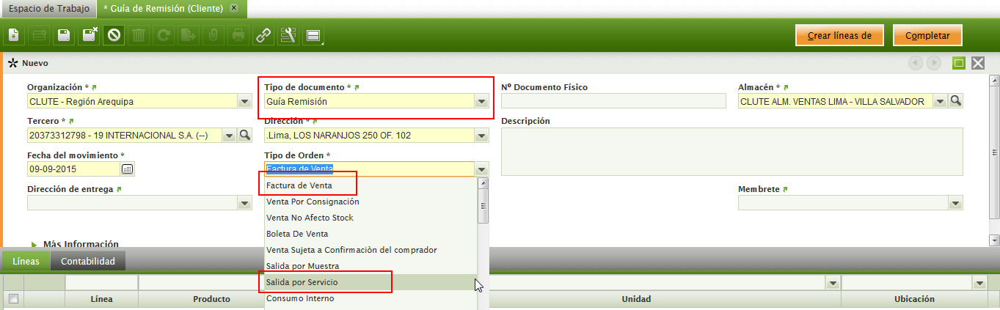 Espacio de Trabajo * Guía de Remisión (Cliente)
Crear líneas de Completar
Nuevo
Organización * Tipo de documento * Nº Documento Físico Almacén *
CLUTE - Región Arequipa Guía Remisión CLUTE ALM. VENTAS LIMA - VILLA SALVADOR
Tercero * Dirección * Descripción
20373312798 - 19 INTERNACIONAL S.A. (--) .Lima, LOS NARANJOS 250 OF. 102
Fecha del movimiento * Tipo de Orden *
09-09-2015 Factura de Venta
Factura de Venta
Dirección de entrega Membrete
Venta Por Consignación
Venta No Afecto Stock
Boleta De Venta
Más Información
Venta Sujeta a Confirmaciòn del comprador
Líneas Contabilidad
Salida por Muestra
Salida por Servicio
Línea Producto Consumo Interno Unidad Ubicación